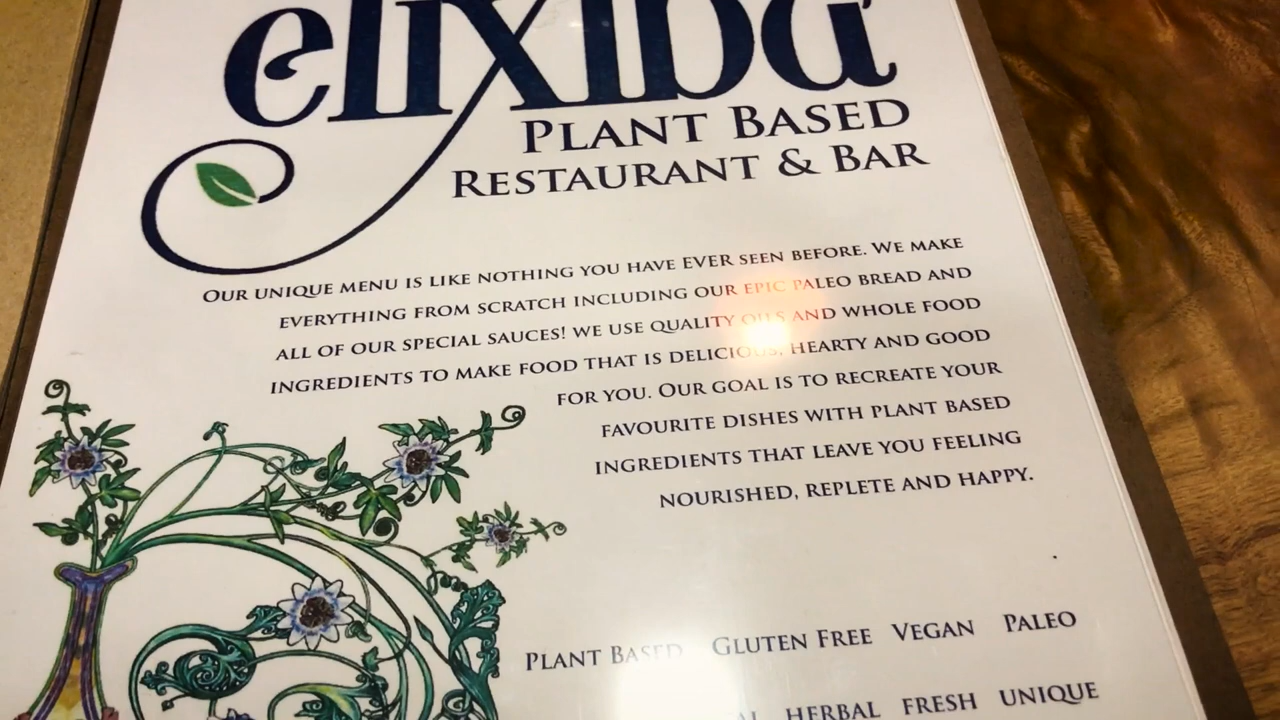 elixiba
PLANT BASED
RESTAURANT & BAR
OUR UNIQUE MENU IS LIKE NOTHING YOU HAVE EVER SEEN BEFORE. WE MAKE
EVERYTHING FROM SCRATCH INCLUDING OUR EPIC PALEO BREAD AND
ALL OF OUR SPECIAL SAUCES! WE USE QUALITY OILS AND WHOLE FOOD
INGREDIENTS TO MAKE FOOD THAT IS DELICIOUS, HEARTY AND GOOD
FOR YOU. OUR GOAL IS TO RECREATE YOUR
FAVOURITE DISHES WITH PLANT BASED
INGREDIENTS THAT LEAVE YOU FEELING
NOURISHED, REPLETE AND HAPPY.
PLANT BASED GLUTEN FREE VEGAN PALEO
HERBAL FRESH UNIQUE